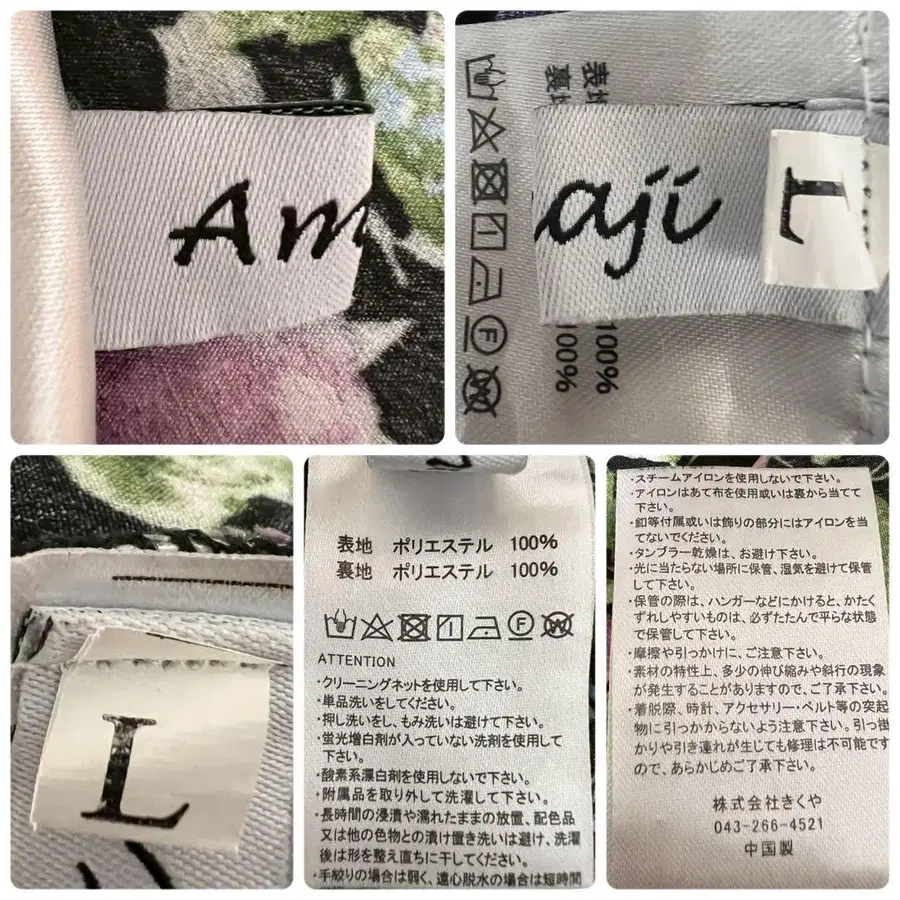 Am
aji
L
表地
裏地
100%
100%
L
表地 ポリエステル 100%
裏地 ポリエステル 100%
ATTENTION
・クリーニングネットを使用して下さい。
・単品洗いをしてください。
・押し洗いをし、もみ洗いは避けて下さい。
・蛍光増白剤が入っていない洗剤を使用して
下さい。
・酸素系漂白剤を使用しないで下さい。
・附属品を取り外して洗濯して下さい。
・長時間の浸漬や濡れたままの放置、配色品
又は他の色物との漬け置き洗いは避け、洗濯
後は形を整え直ちに干してください。
・手絞りの場合は弱く、遠心脱水の場合は短時間
・スチームアイロンを使用しないで下さい。
・アイロンはあて布を使用或いは裏から当てて
下さい。
・釦等付属或いは飾りの部分にはアイロンを当
てないでください。
・タンブラー乾燥は、お避け下さい。
・光に当たらない場所に保管、湿気を避けて保管
して下さい。
・保管の際は、ハンガーなどにかけると、かたく
ずれしやすいものは、必ずたたんで平らな状態
で保管して下さい。
・摩擦や引っかけに、ご注意下さい。
・素材の特性上、多少の伸び縮みや斜行の現象
が発生することがありますので、ご了承下さい。
・着脱際、時計、アクセサリー・ベルト等の突起
物に引っかからないよう注意下さい。引っ掛
かりや引き連れが生じても修理は不可能です
ので、あらかじめご了承下さい。
株式会社きくや
043-266-4521
中国製